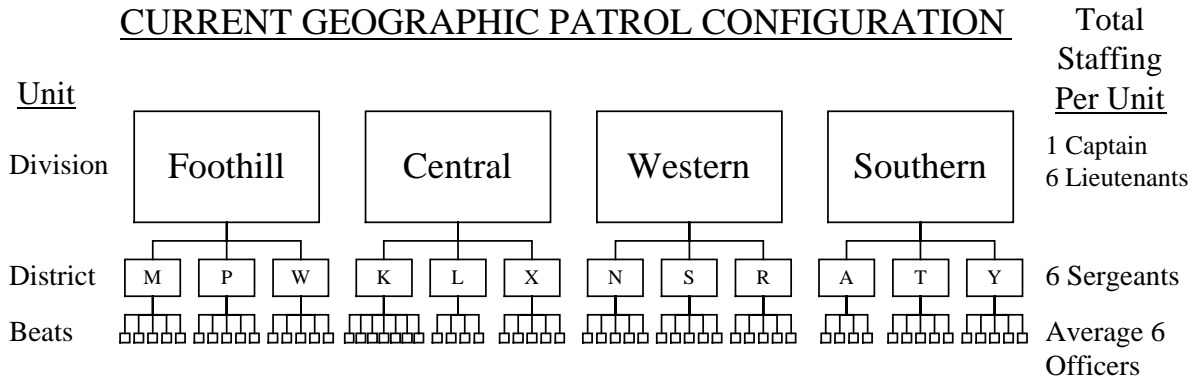 CURRENT GEOGRAPHIC PATROL CONFIGURATION
Total
Staffing
Per Unit
Unit
Division
Foothill
Central
Western
Southern
1 Captain
6 Lieutenants
District
M
P
W
K
L
X
N
S
R
A
T
Y
6 Sergeants
Beats
Average 6
Officers